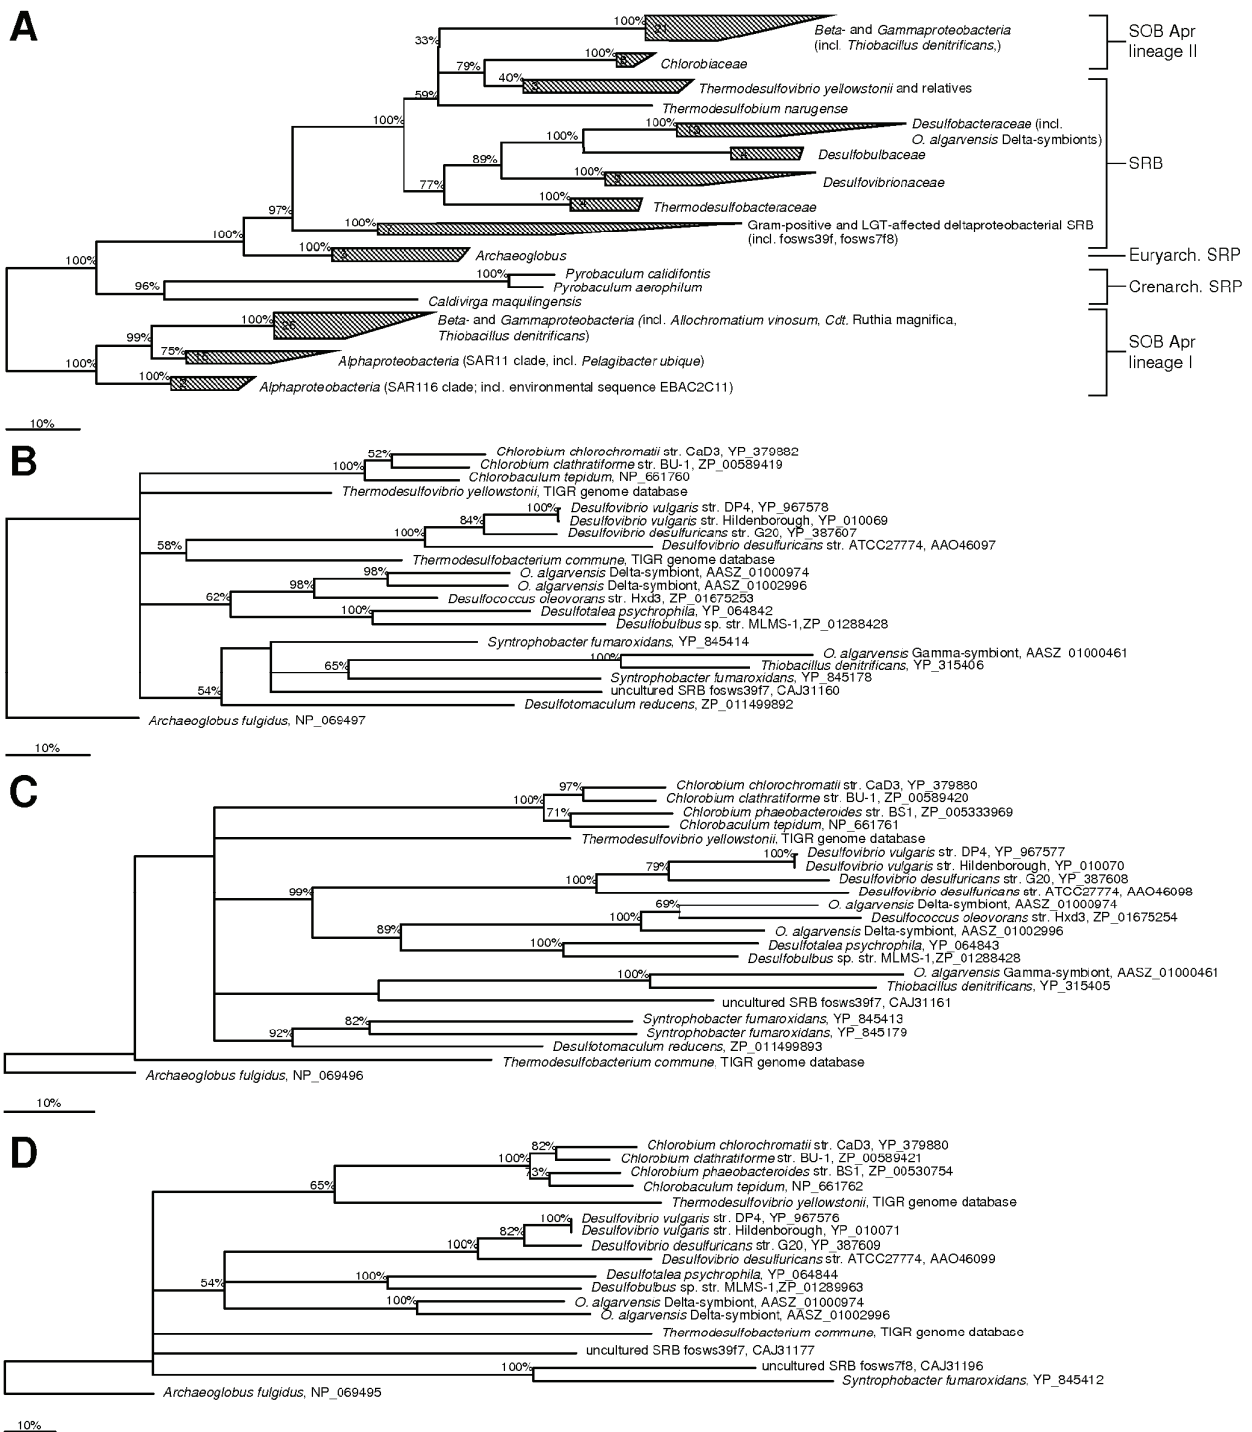 A
100%
21
Beta- and Gammaproteobacteria
(incl. Thiobacillus denitrificans,)
SOB Apr
lineage II
33%
100%
Chlorobiaceae
79%
40%
Thermodesulfovibrio yellowstonii and relatives
59%
Thermodesulfobium narugense
100%
100%
13
Desulfobacteraceae (incl.
O. algarvensis Delta-symbionts)
100%
4
Desulfobulbaceae
SRB
89%
100%
Desulfovibrionaceae
77%
100%
4
Thermodesulfobacteraceae
97%
100%
7
Gram-positive and LGT-affected deltaproteobacterial SRB
(incl. fosws39f, fosws7f8)
100%
100%
Archaeoglobus
Euryarch. SRP
100%
100%
Pyrobaculum calidifontis
Pyrobaculum aerophilum
Crenarch. SRP
96%
Caldivirga maquilingensis
100%
Beta- and Gammaproteobacteria (incl. Allochromatium vinosum, Cdt. Ruthia magnifica,
Thiobacillus denitrificans)
99%
75%
Alphaproteobacteria (SAR11 clade, incl. Pelagibacter ubique)
SOB Apr
lineage I
100%
100%
Alphaproteobacteria (SAR116 clade; incl. environmental sequence EBAC2C11)
10%
B
52%
Chlorobium chlorochromatii str. CaD3, YP_379882
100%
Chlorobium clathratiforme str. BU-1, ZP_00589419
Chlorobaculum tepidum, NP_661760
Thermodesulfovibrio yellowstonii, TIGR genome database
100%
Desulfovibrio vulgaris str. DP4, YP_967578
84%
Desulfovibrio vulgaris str. Hildenborough, YP_010069
100%
Desulfovibrio desulfuricans str. G20, YP_387607
58%
Desulfovibrio desulfuricans str. ATCC27774, AAO46097
Thermodesulfobacterium commune, TIGR genome database
98%
O. algarvensis Delta-symbiont, AASZ_01000974
98%
O. algarvensis Delta-symbiont, AASZ_01002996
62%
Desulfococcus oleovorans str. Hxd3, ZP_01675253
100%
Desulfotalea psychrophila, YP_064842
Desulfobulbus sp. str. MLMS-1,ZP_01288428
Syntrophobacter fumaroxidans, YP_845414
100%
O. algarvensis Gamma-symbiont, AASZ_01000461
65%
Thiobacillus denitrificans, YP_315406
Syntrophobacter fumaroxidans, YP_845178
54%
uncultured SRB fosws39f7, CAJ31160
Desulfotomaculum reducens, ZP_011499892
Archaeoglobus fulgidus, NP_069497
10%
C
97%
Chlorobium chlorochromatii str. CaD3, YP_379880
100%
Chlorobium clathratiforme str. BU-1, ZP_00589420
71%
Chlorobium phaeobacteroides str. BS1, ZP_005333969
Chlorobaculum tepidum, NP_661761
Thermodesulfovibrio yellowstonii, TIGR genome database
100%
Desulfovibrio vulgaris str. DP4, YP_967577
79%
Desulfovibrio vulgaris str. Hildenborough, YP_010070
100%
Desulfovibrio desulfuricans str. G20, YP_387608
99%
Desulfovibrio desulfuricans str. ATCC27774, AAO46098
69%
O. algarvensis Delta-symbiont, AASZ_01000974
100%
Desulfococcus oleovorans str. Hxd3, ZP_01675254
89%
O. algarvensis Delta-symbiont, AASZ_01002996
100%
Desulfotalea psychrophila, YP_064843
Desulfobulbus sp. str. MLMS-1,ZP_01288428
100%
O. algarvensis Gamma-symbiont, AASZ_01000461
Thiobacillus denitrificans, YP_315405
uncultured SRB fosws39f7, CAJ31161
82%
Syntrophobacter fumaroxidans, YP_845413
92%
Syntrophobacter fumaroxidans, YP_845179
Desulfotomaculum reducens, ZP_011499893
Thermodesulfobacterium commune, TIGR genome database
Archaeoglobus fulgidus, NP_069496
10%
D
82%
Chlorobium chlorochromatii str. CaD3, YP_379880
100%
Chlorobium clathratiforme str. BU-1, ZP_00589421
73%
Chlorobium phaeobacteroides str. BS1, ZP_00530754
65%
Chlorobaculum tepidum, NP_661762
Thermodesulfovibrio yellowstonii, TIGR genome database
100%
Desulfovibrio vulgaris str. DP4, YP_967576
82%
Desulfovibrio vulgaris str. Hildenborough, YP_010071
100%
Desulfovibrio desulfuricans str. G20, YP_387609
Desulfovibrio desulfuricans str. ATCC27774, AAO46099
54%
100%
Desulfotalea psychrophila, YP_064844
Desulfobulbus sp. str. MLMS-1,ZP_01289963
100%
O. algarvensis Delta-symbiont, AASZ_01000974
O. algarvensis Delta-symbiont, AASZ_01002996
Thermodesulfobacterium commune, TIGR genome database
uncultured SRB fosws39f7, CAJ31177
100%
uncultured SRB fosws7f8, CAJ31196
Syntrophobacter fumaroxidans, YP_845412
Archaeoglobus fulgidus, NP_069495
10%